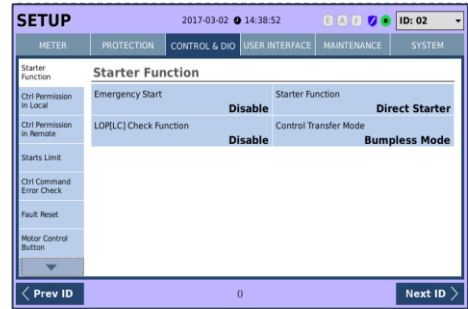 SETUP
2017-03-02 14:38:52
E A F
ID: 02
METER
PROTECTION
CONTROL & DIO
USER INTERFACE
MAINTENANCE
SYSTEM
Starter
Function
Ctrl Permission
in Local
Ctrl Permission
in Remote
Starts Limit
Ctrl Command
Error Check
Fault Reset
Motor Control
Button
Starter Function
Emergency Start
Disable
Starter Function
Direct Starter
LOP[LC] Check Function
Disable
Control Transfer Mode
Bumpless Mode
Prev ID
()
Next ID